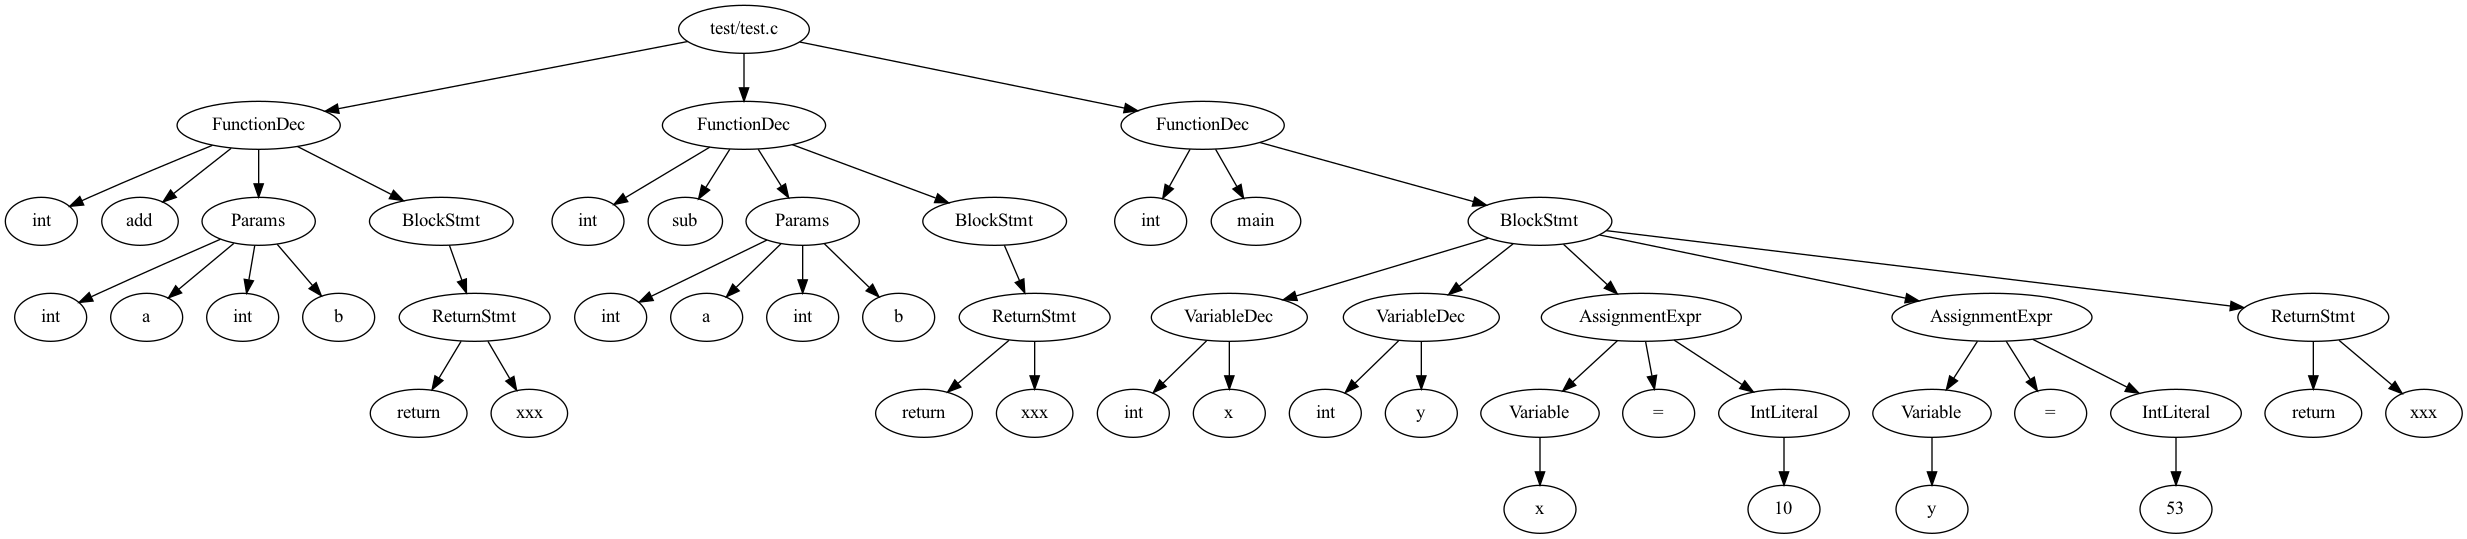 test/test.c
FunctionDec FunctionDec FunctionDec
int add Params BlockStmt int sub Params BlockStmt int main BlockStmt
int a int b ReturnStmt int a int b ReturnStmt VariableDec VariableDec AssignmentExpr AssignmentExpr ReturnStmt
return xxx return xxx int x int y Variable = IntLiteral Variable = IntLiteral return xxx
x 10 y 53